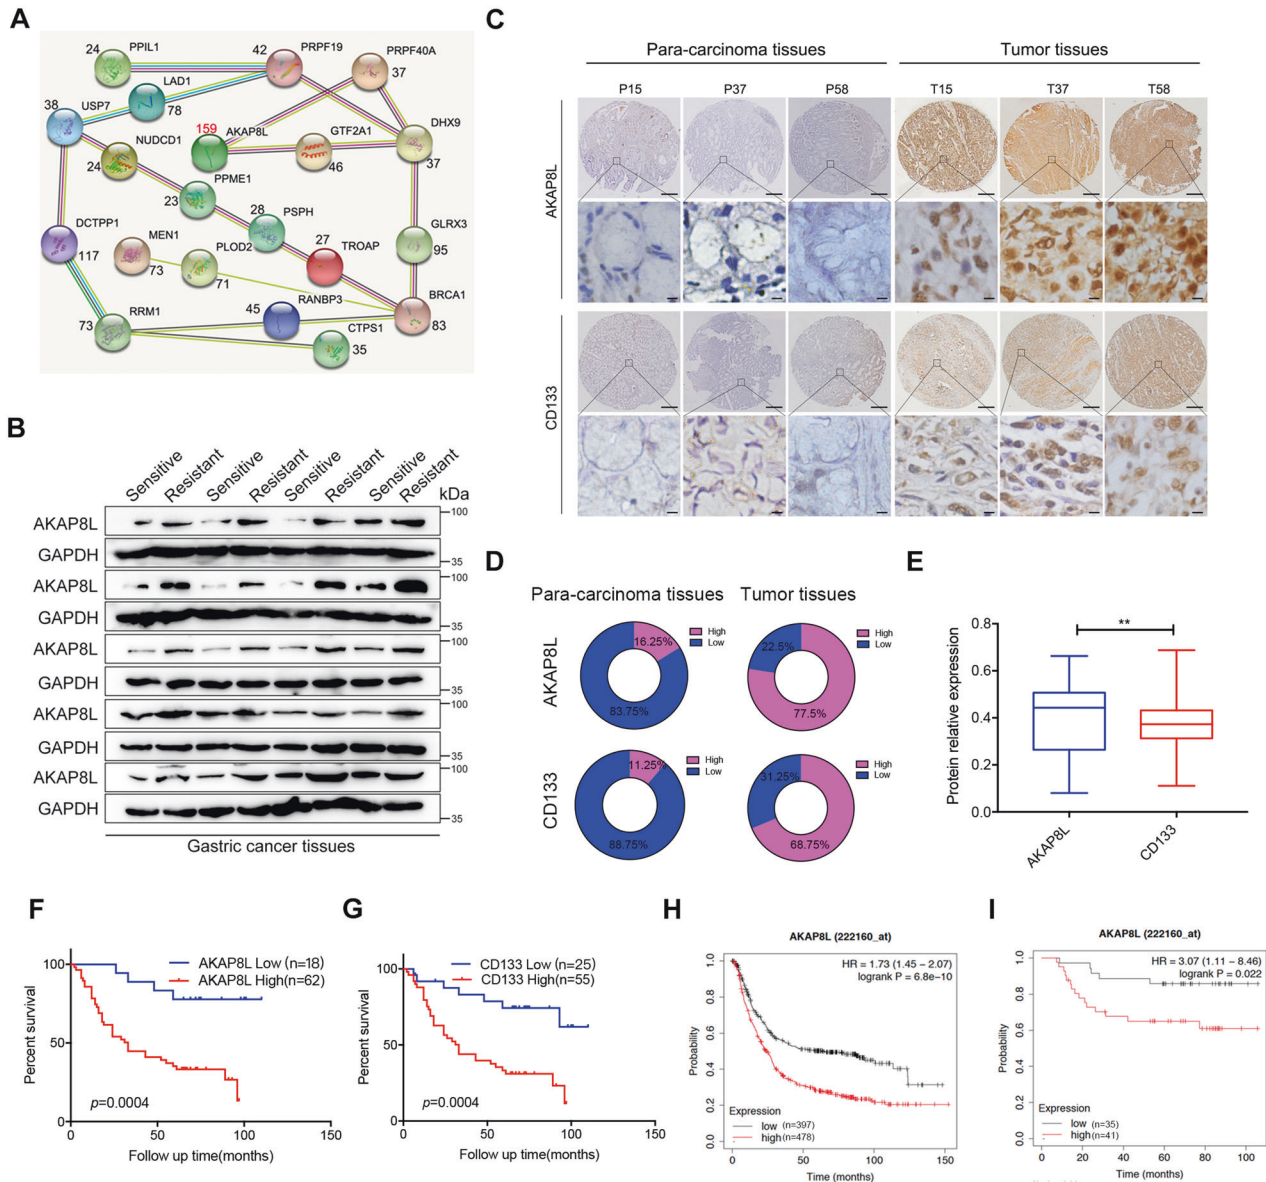 A
24 PPIL1
42 PRPF19
PRPF40A
37
LAD1
78
38 USP7
NUDCD1
24
159
AKAP8L
GTF2A1
46
DHX9
37
PPME1
23
28 PSPH
DCTPP1
117
MEN1
73
PLOD2
71
27
TROAP
GLRX3
95
RRM1
73
RANBP3
45
BRCA1
83
CTPS1
35
B
Sensitive Resistant Sensitive Resistant Sensitive Resistant Sensitive Resistant
kDa
AKAP8L 100
GAPDH 35
AKAP8L 100
GAPDH 35
AKAP8L 100
GAPDH 35
AKAP8L 100
GAPDH 35
AKAP8L 100
GAPDH 35
Gastric cancer tissues
C
Para-carcinoma tissues Tumor tissues
P15 P37 P58 T15 T37 T58
AKAP8L
CD133
D
Para-carcinoma tissues Tumor tissues
AKAP8L
16.25%
83.75%
High
Low
22.5%
77.5%
High
Low
CD133
11.25%
88.75%
High
Low
31.25%
68.75%
High
Low
E
Protein relative expression
0.8
0.6
0.4
0.2
0.0
**
AKAP8L CD133
F
AKAP8L Low (n=18)
AKAP8L High(n=62)
Percent survival
100
50
0
p=0.0004
0 50 100 150
Follow up time(months)
G
CD133 Low (n=25)
CD133 High(n=55)
Percent survival
100
50
0
p=0.0004
0 50 100 150
Follow up time(months)
H
AKAP8L (222160_at)
HR = 1.73 (1.45 − 2.07)
logrank P = 6.8e−10
Probability
1.0
0.8
0.6
0.4
0.2
0.0
Expression
low (n=397)
high (n=478)
0 50 100 150
Time (months)
I
AKAP8L (222160_at)
HR = 3.07 (1.11 − 8.46)
logrank P = 0.022
Probability
1.0
0.8
0.6
0.4
0.2
0.0
Expression
low (n=35)
high(n=41)
0 20 40 60 80 100
Time (months)